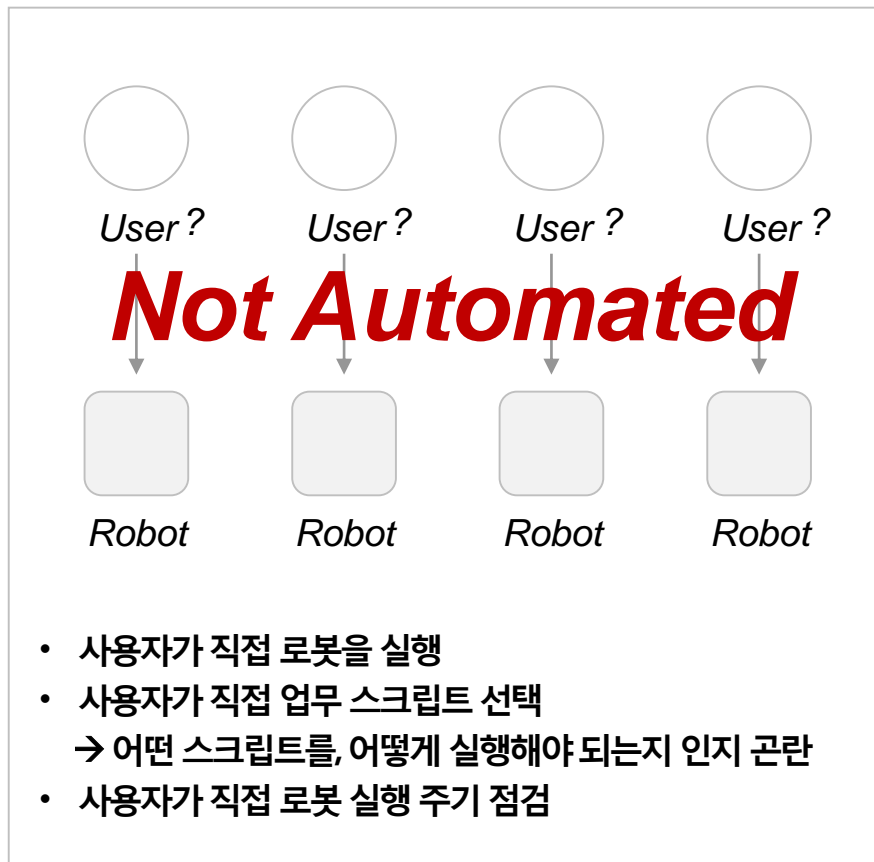 User ? User ? User ? User ?
Not Automated
Robot Robot Robot Robot
• 사용자가 직접 로봇을 실행
• 사용자가 직접 업무 스크립트 선택
→ 어떤 스크립트를, 어떻게 실행해야 되는지 인지 곤란
• 사용자가 직접 로봇 실행 주기 점검